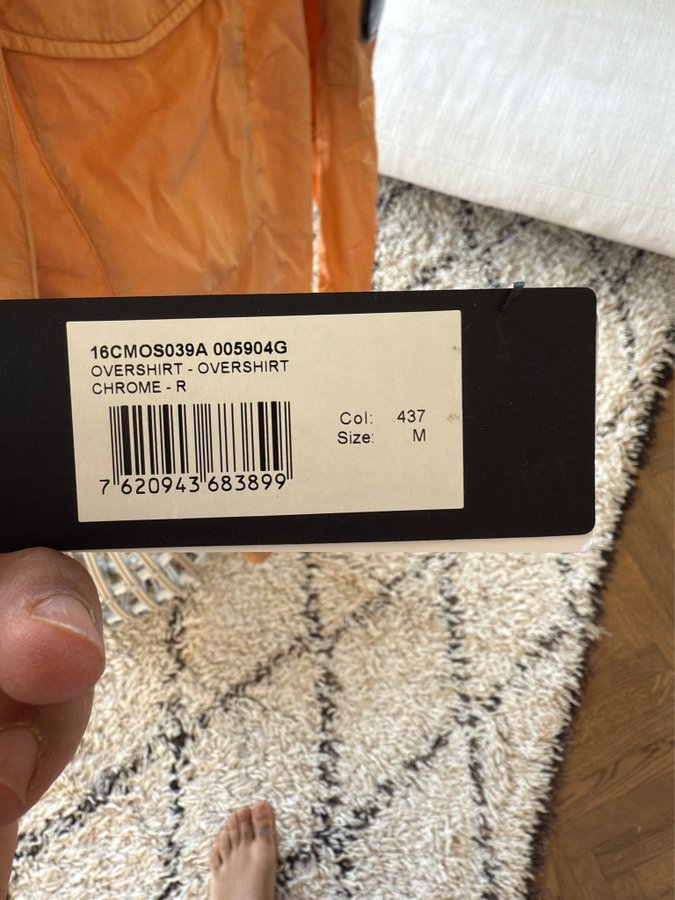 16CMOS039A 005904G
OVERSHIRT - OVERSHIRT
CHROME - R
Col: 437
Size: M
7 620943 683899